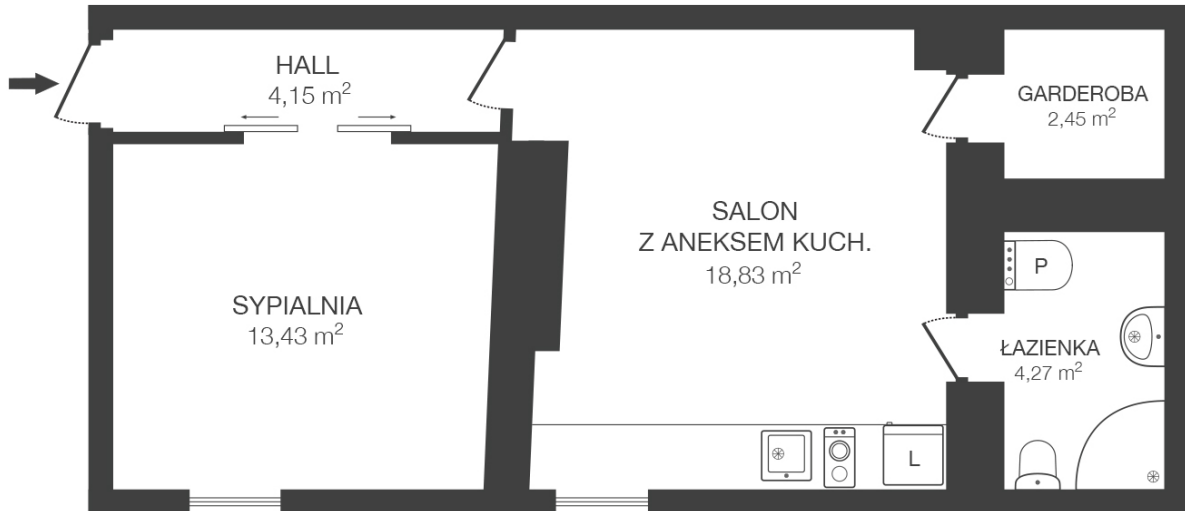 HALL
4,15 m²
GARDEROBA
2,45 m²
SALON
Z ANEKSEM KUCH.
18,83 m²
P
SYPIALNIA
13,43 m²
ŁAZIENKA
4,27 m²
L